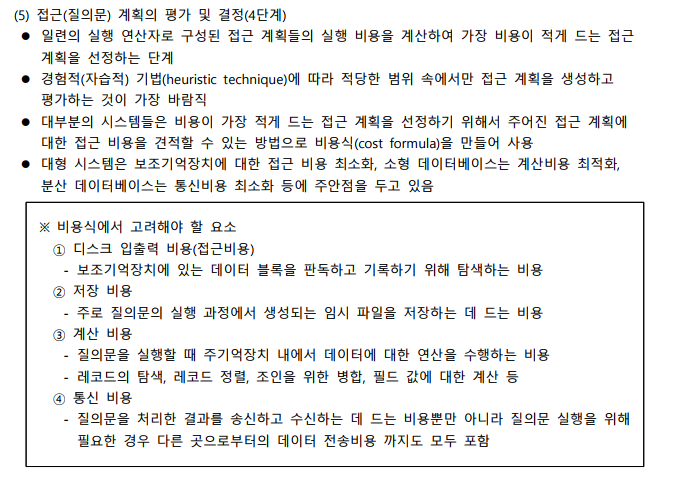 (5) 접근(질의문) 계획의 평가 및 결정(4단계)
● 일련의 실행 연산자로 구성된 접근 계획들의 실행 비용을 계산하여 가장 비용이 적게 드는 접근
계획을 선정하는 단계
● 경험적(자습적) 기법(heuristic technique)에 따라 적당한 범위 속에서만 접근 계획을 생성하고
평가하는 것이 가장 바람직
● 대부분의 시스템들은 비용이 가장 적게 드는 접근 계획을 선정하기 위해서 주어진 접근 계획에
대한 접근 비용을 견적할 수 있는 방법으로 비용식(cost formula)을 만들어 사용
● 대형 시스템은 보조기억장치에 대한 접근 비용 최소화, 소형 데이터베이스는 계산비용 최적화,
분산 데이터베이스는 통신비용 최소화 등에 주안점을 두고 있음
※ 비용식에서 고려해야 할 요소
① 디스크 입출력 비용(접근비용)
- 보조기억장치에 있는 데이터 블록을 판독하고 기록하기 위해 탐색하는 비용
② 저장 비용
- 주로 질의문의 실행 과정에서 생성되는 임시 파일을 저장하는 데 드는 비용
③ 계산 비용
- 질의문을 실행할 때 주기억장치 내에서 데이터에 대한 연산을 수행하는 비용
- 레코드의 탐색, 레코드 정렬, 조인을 위한 병합, 필드 값에 대한 계산 등
④ 통신 비용
- 질의문을 처리한 결과를 송신하고 수신하는 데 드는 비용뿐만 아니라 질의문 실행을 위해
필요한 경우 다른 곳으로부터의 데이터 전송비용 까지도 모두 포함